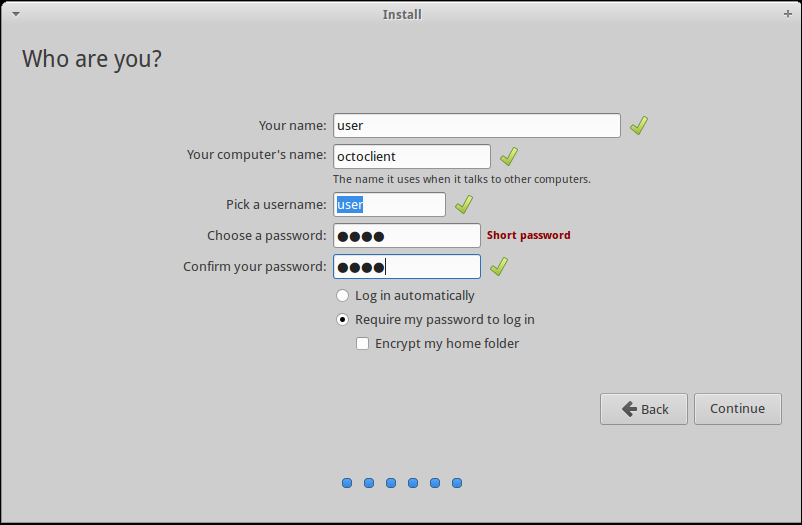 Install
Who are you?
Your name: user
Your computer's name: octoclient
The name it uses when it talks to other computers.
Pick a username: user
Choose a password: ●●●● Short password
Confirm your password: ●●●●
Log in automatically
Require my password to log in
Encrypt my home folder
Back Continue